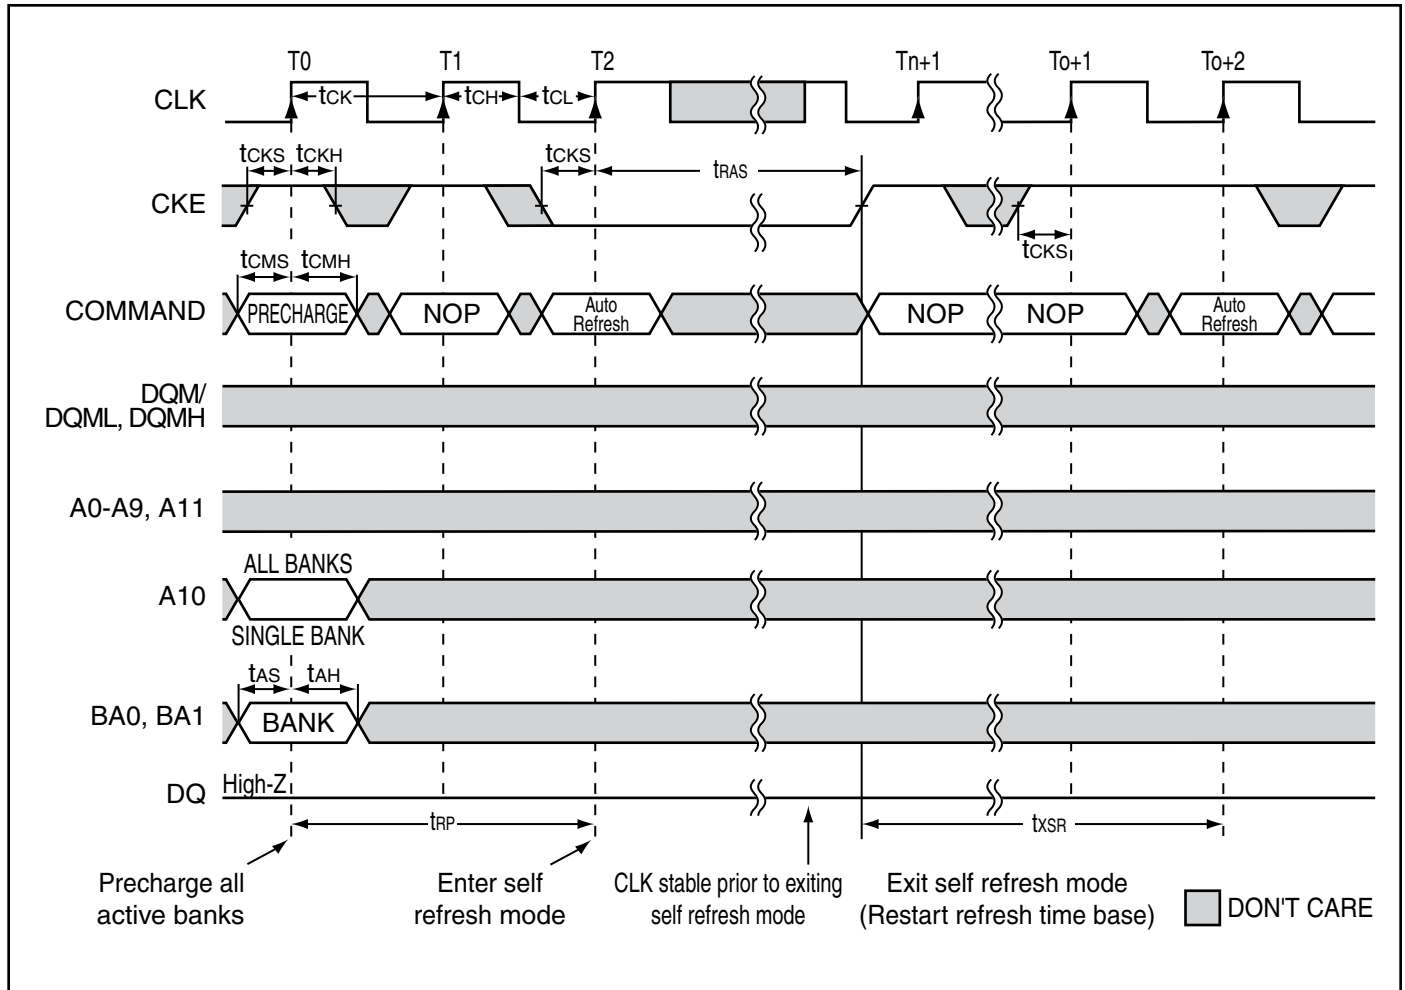 T0 T1 T2 Tn+1 To+1 To+2
CLK
tCK tCH tCL
tCKS tCKH tCKS tRAS
CKE
tCKS
tCMS tCMH
COMMAND PRECHARGE NOP Auto Refresh NOP NOP Auto Refresh
DQM/
DQML, DQMH
A0-A9, A11
ALL BANKS
A10
SINGLE BANK
tAS tAH
BA0, BA1 BANK
DQ High-Z
tRP tXSR
Precharge all
active banks
Enter self
refresh mode
CLK stable prior to exiting
self refresh mode
Exit self refresh mode
(Restart refresh time base)
DON'T CARE